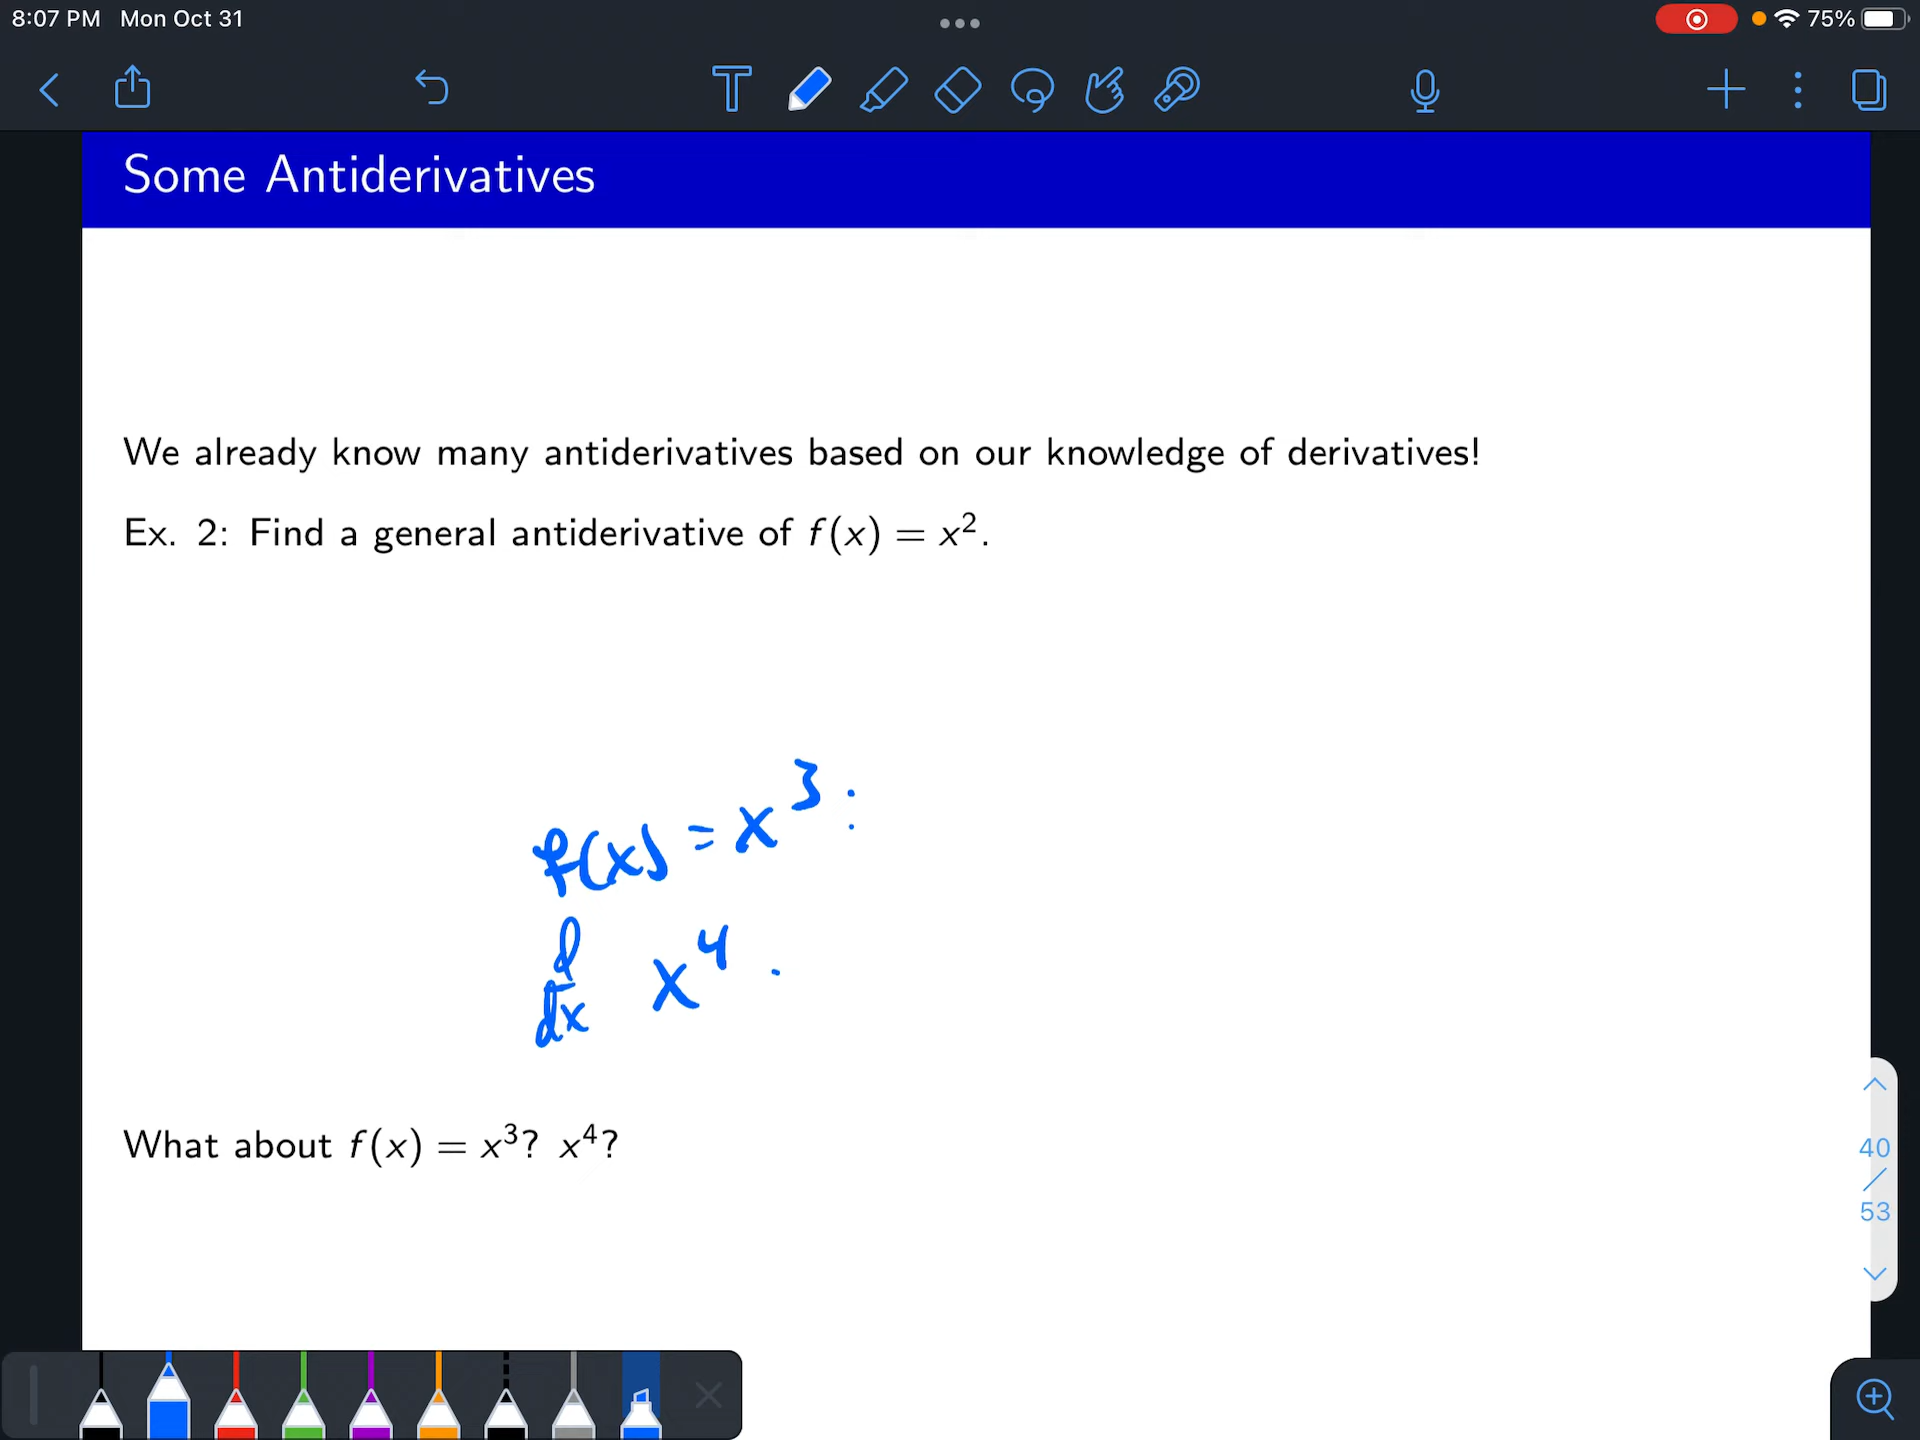 8:07 PM Mon Oct 31
75%
Some Antiderivatives
We already know many antiderivatives based on our knowledge of derivatives!
Ex. 2: Find a general antiderivative of f(x) = x².
f(x) = x³ :
d
dx x⁴ .
What about f(x) = x³? x⁴?
40
/
53